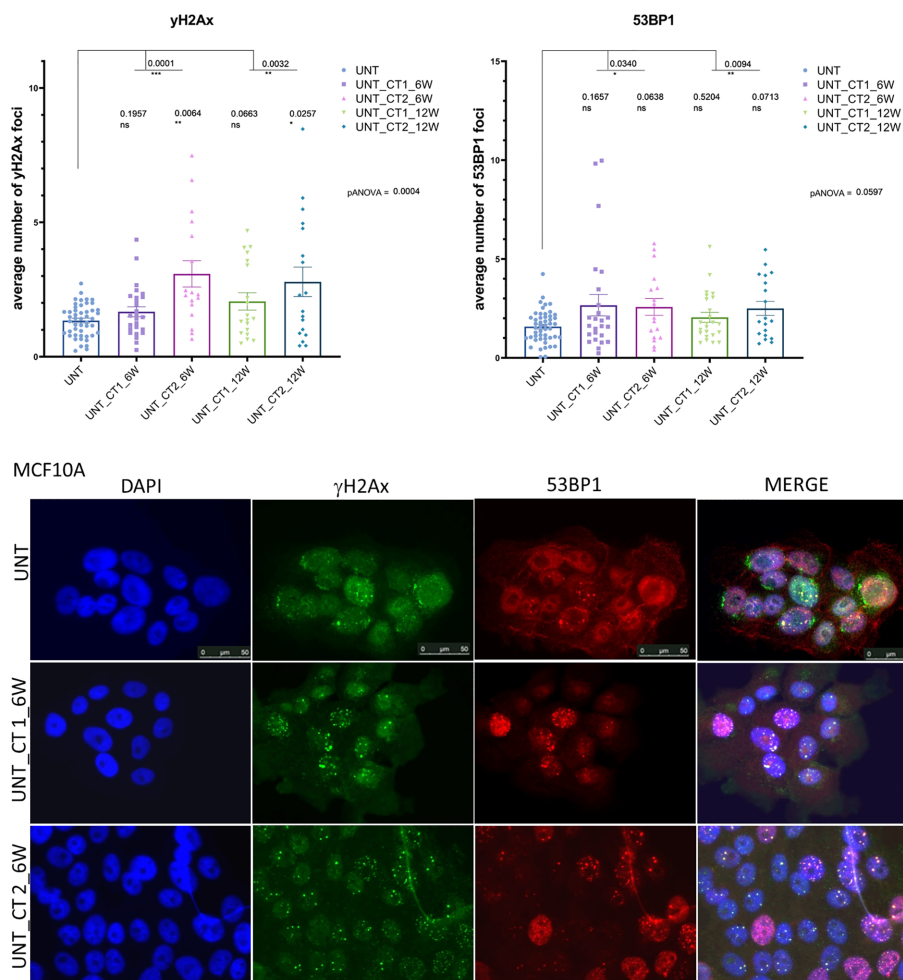 yH2Ax
0.0001
***
0.0032
**
UNT
UNT_CT1_6W
UNT_CT2_6W
UNT_CT1_12W
UNT_CT2_12W
0.1957
ns
0.0064
**
0.0663
ns
0.0257
*
pANOVA = 0.0004
average number of yH2Ax foci
10
5
0
UNT
UNT_CT1_6W
UNT_CT2_6W
UNT_CT1_12W
UNT_CT2_12W
53BP1
0.0340
*
0.0094
**
UNT
UNT_CT1_6W
UNT_CT2_6W
UNT_CT1_12W
UNT_CT2_12W
0.1657
ns
0.0638
ns
0.5204
ns
0.0713
ns
pANOVA = 0.0597
average number of 53BP1 foci
15
10
5
0
UNT
UNT_CT1_6W
UNT_CT2_6W
UNT_CT1_12W
UNT_CT2_12W
MCF10A
DAPI
γH2Ax
53BP1
MERGE
UNT
0 µm 50
0 µm 50
0 µm 50
0 µm 50
UNT_CT1_6W
UNT_CT2_6W